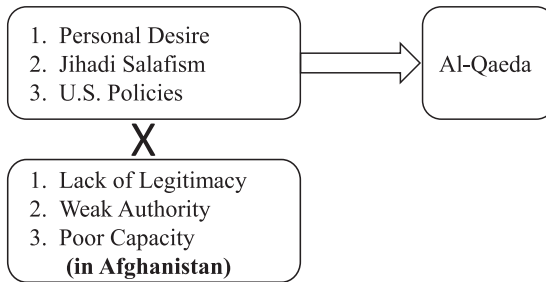 1. Personal Desire
2. Jihadi Salafism
3. U.S. Policies
Al-Qaeda
X
1. Lack of Legitimacy
2. Weak Authority
3. Poor Capacity
(in Afghanistan)